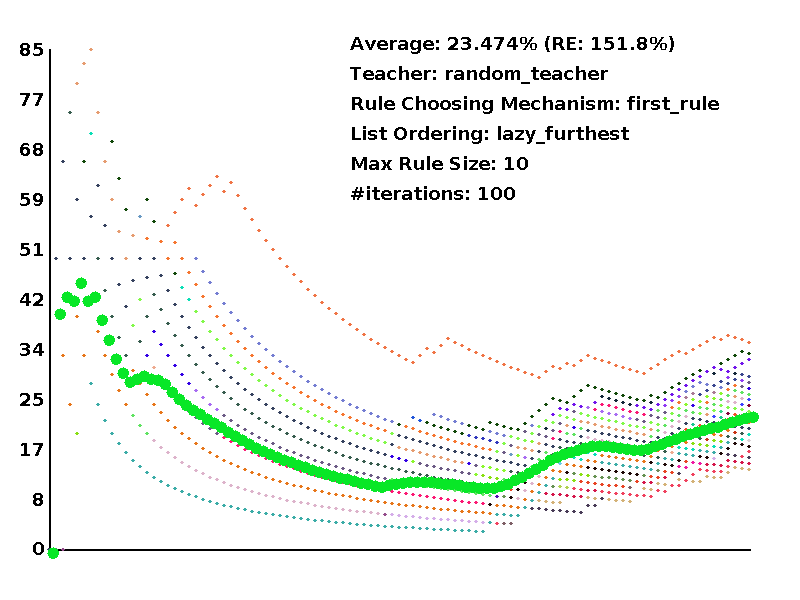 Average: 23.474% (RE: 151.8%)
Teacher: random_teacher
Rule Choosing Mechanism: first_rule
List Ordering: lazy_furthest
Max Rule Size: 10
#iterations: 100
85
77
68
59
51
42
34
25
17
8
0